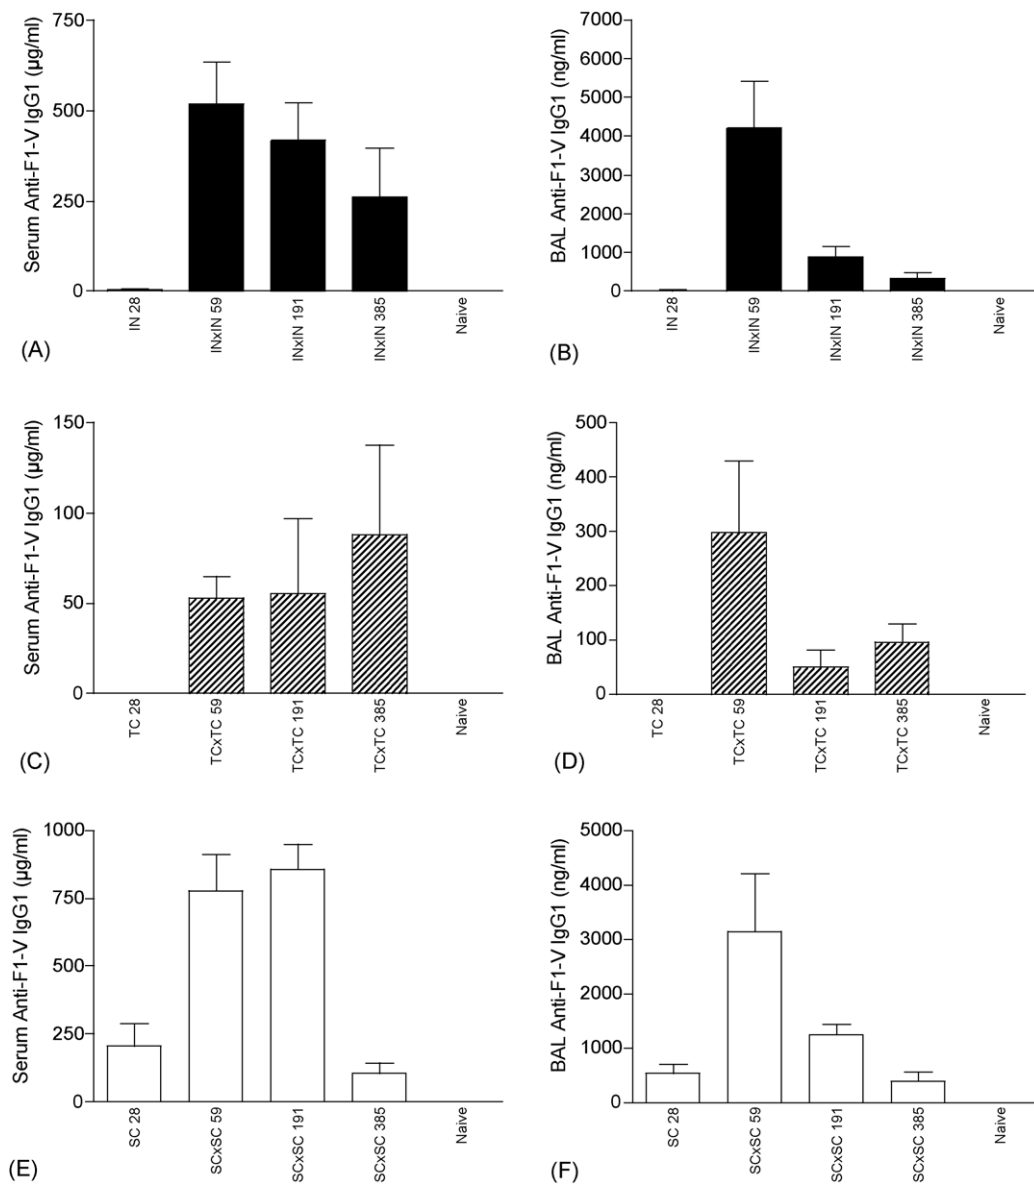 Serum Anti-F1-V IgG1 (µg/ml)
750
500
250
0
IN 28
INxIN 59
INxIN 191
INxIN 385
Naive
(A)
BAL Anti-F1-V IgG1 (ng/ml)
7000
6000
5000
4000
3000
2000
1000
0
IN 28
INxIN 59
INxIN 191
INxIN 385
Naive
(B)
Serum Anti-F1-V IgG1 (µg/ml)
150
100
50
0
TC 28
TCxTC 59
TCxTC 191
TCxTC 385
Naive
(C)
BAL Anti-F1-V IgG1 (ng/ml)
500
400
300
200
100
0
TC 28
TCxTC 59
TCxTC 191
TCxTC 385
Naive
(D)
Serum Anti-F1-V IgG1 (µg/ml)
1000
750
500
250
0
SC 28
SCxSC 59
SCxSC 191
SCxSC 385
Naive
(E)
BAL Anti-F1-V IgG1 (ng/ml)
5000
4000
3000
2000
1000
0
SC 28
SCxSC 59
SCxSC 191
SCxSC 385
Naive
(F)